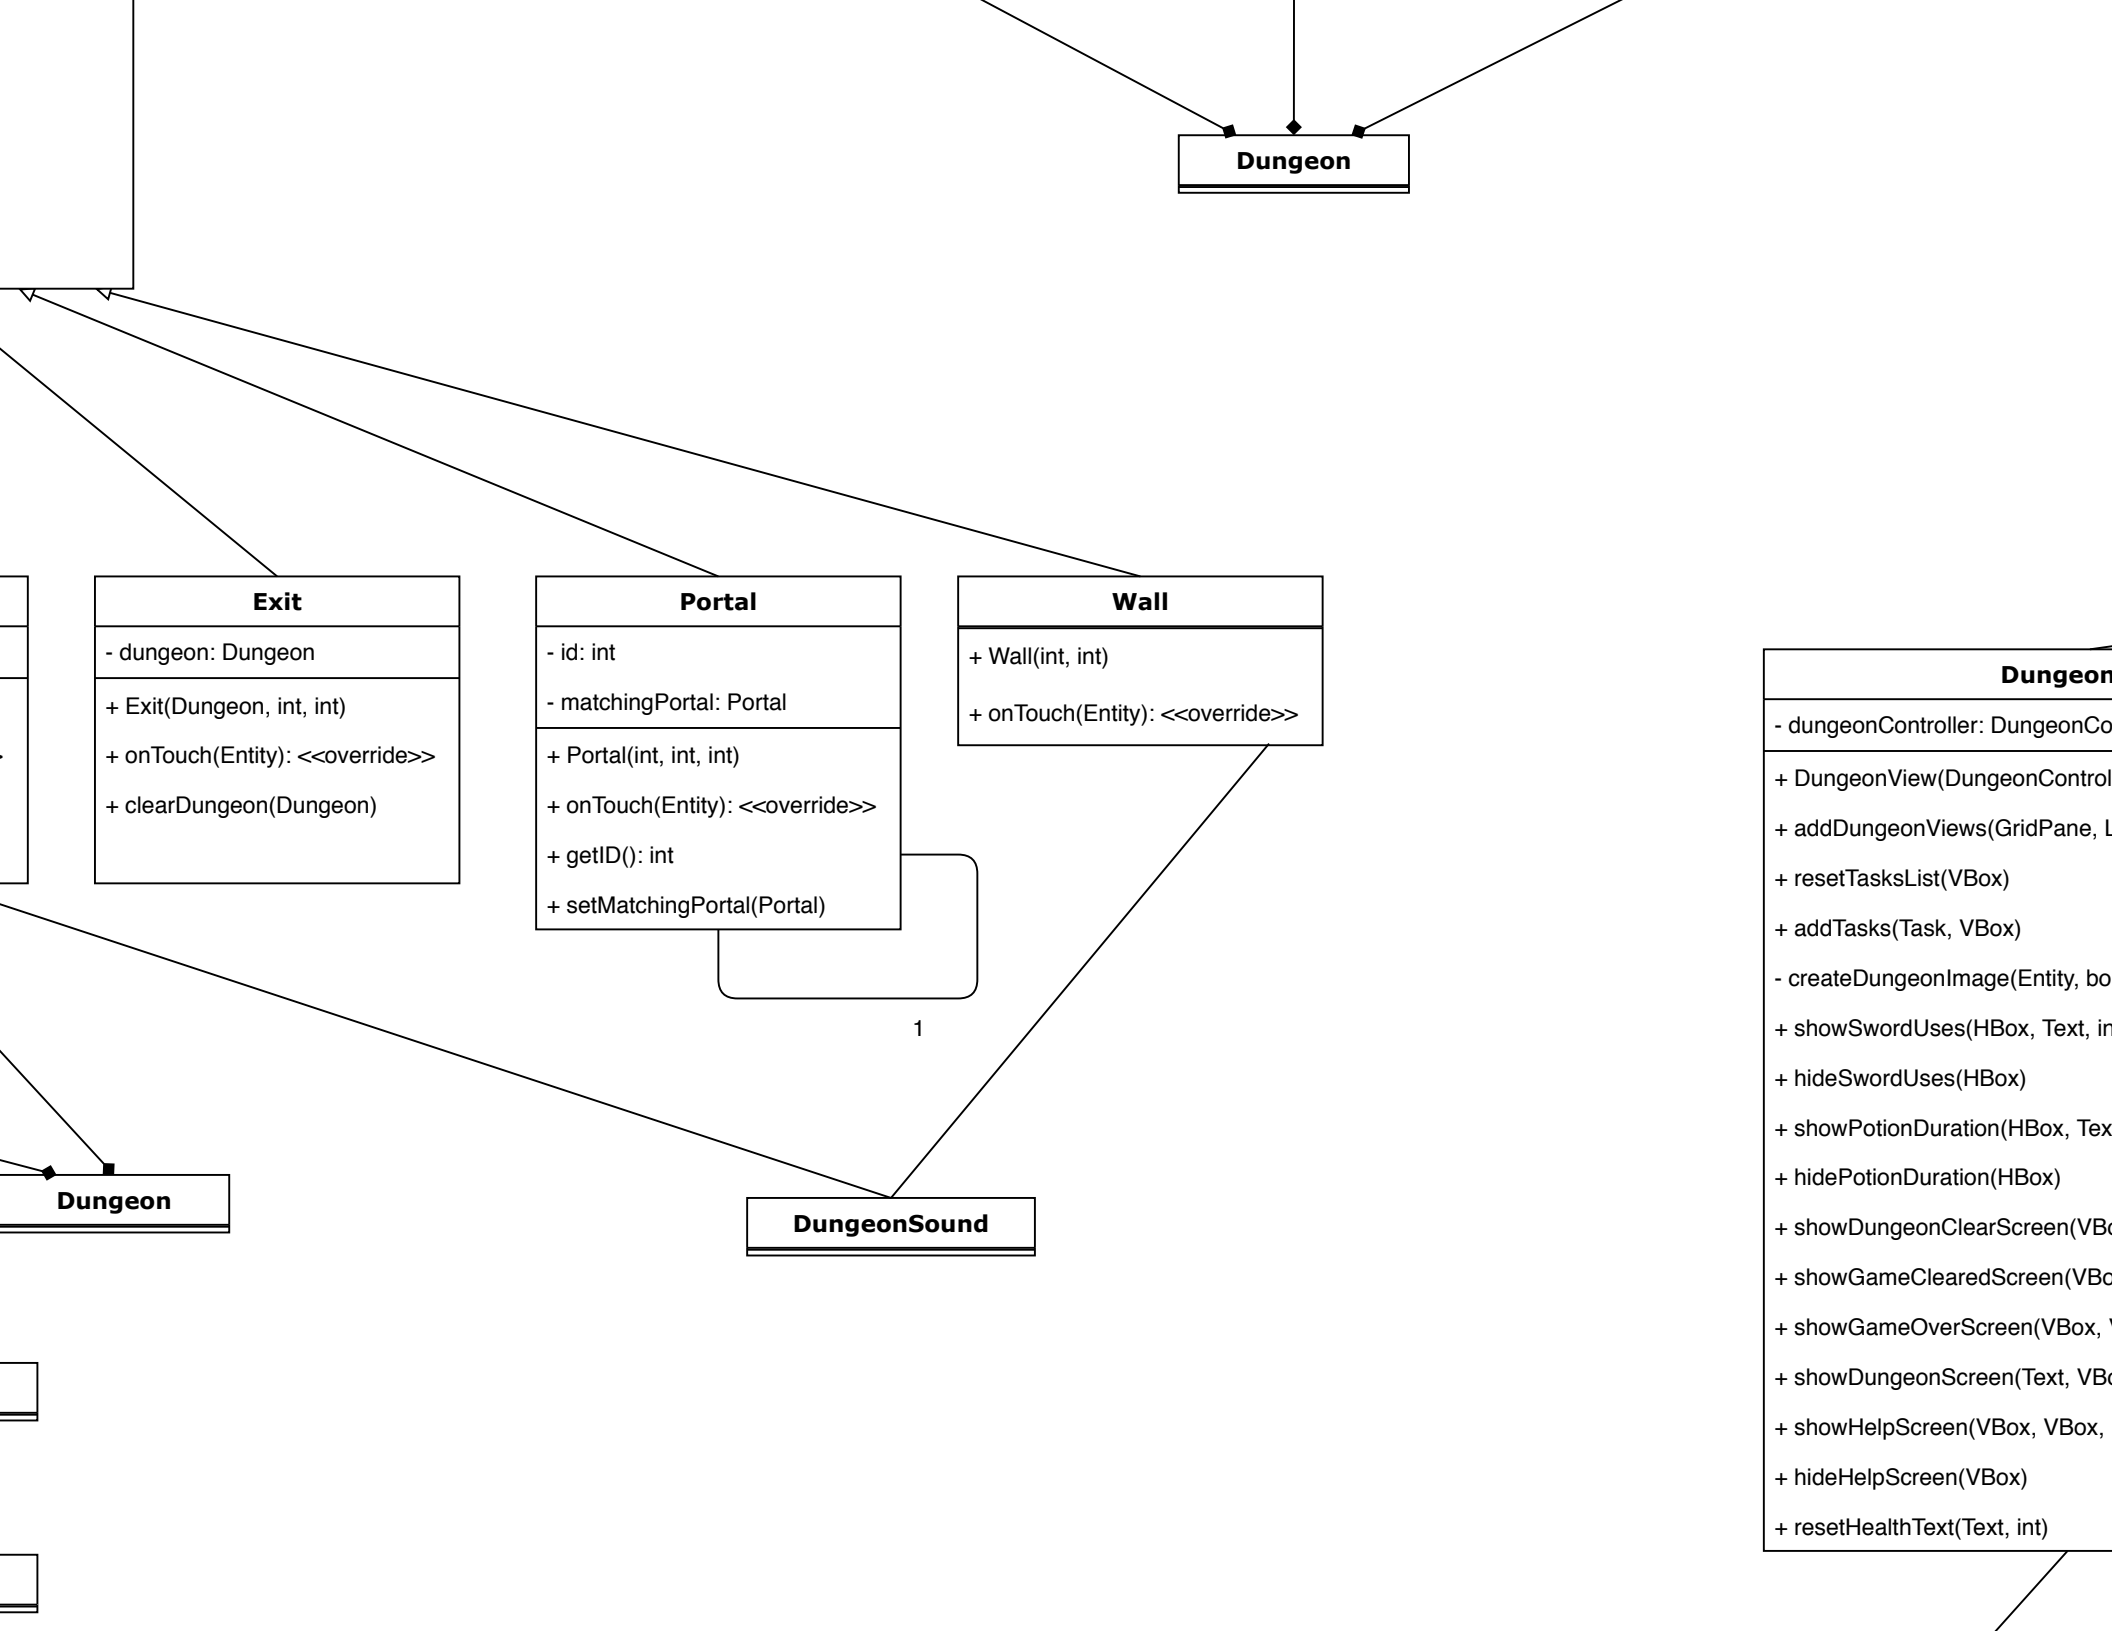 Dungeon
Exit
- dungeon: Dungeon
+ Exit(Dungeon, int, int)
+ onTouch(Entity): <<override>>
+ clearDungeon(Dungeon)
Portal
- id: int
- matchingPortal: Portal
+ Portal(int, int, int)
+ onTouch(Entity): <<override>>
+ getID(): int
+ setMatchingPortal(Portal)
1
Wall
+ Wall(int, int)
+ onTouch(Entity): <<override>>
Dungeon
DungeonSound
Dungeon
- dungeonController: DungeonCo
+ DungeonView(DungeonControl
+ addDungeonViews(GridPane, L
+ resetTasksList(VBox)
+ addTasks(Task, VBox)
- createDungeonImage(Entity, bo
+ showSwordUses(HBox, Text, in
+ hideSwordUses(HBox)
+ showPotionDuration(HBox, Tex
+ hidePotionDuration(HBox)
+ showDungeonClearScreen(VBo
+ showGameClearedScreen(VBo
+ showGameOverScreen(VBox,
+ showDungeonScreen(Text, VBo
+ showHelpScreen(VBox, VBox,
+ hideHelpScreen(VBox)
+ resetHealthText(Text, int)